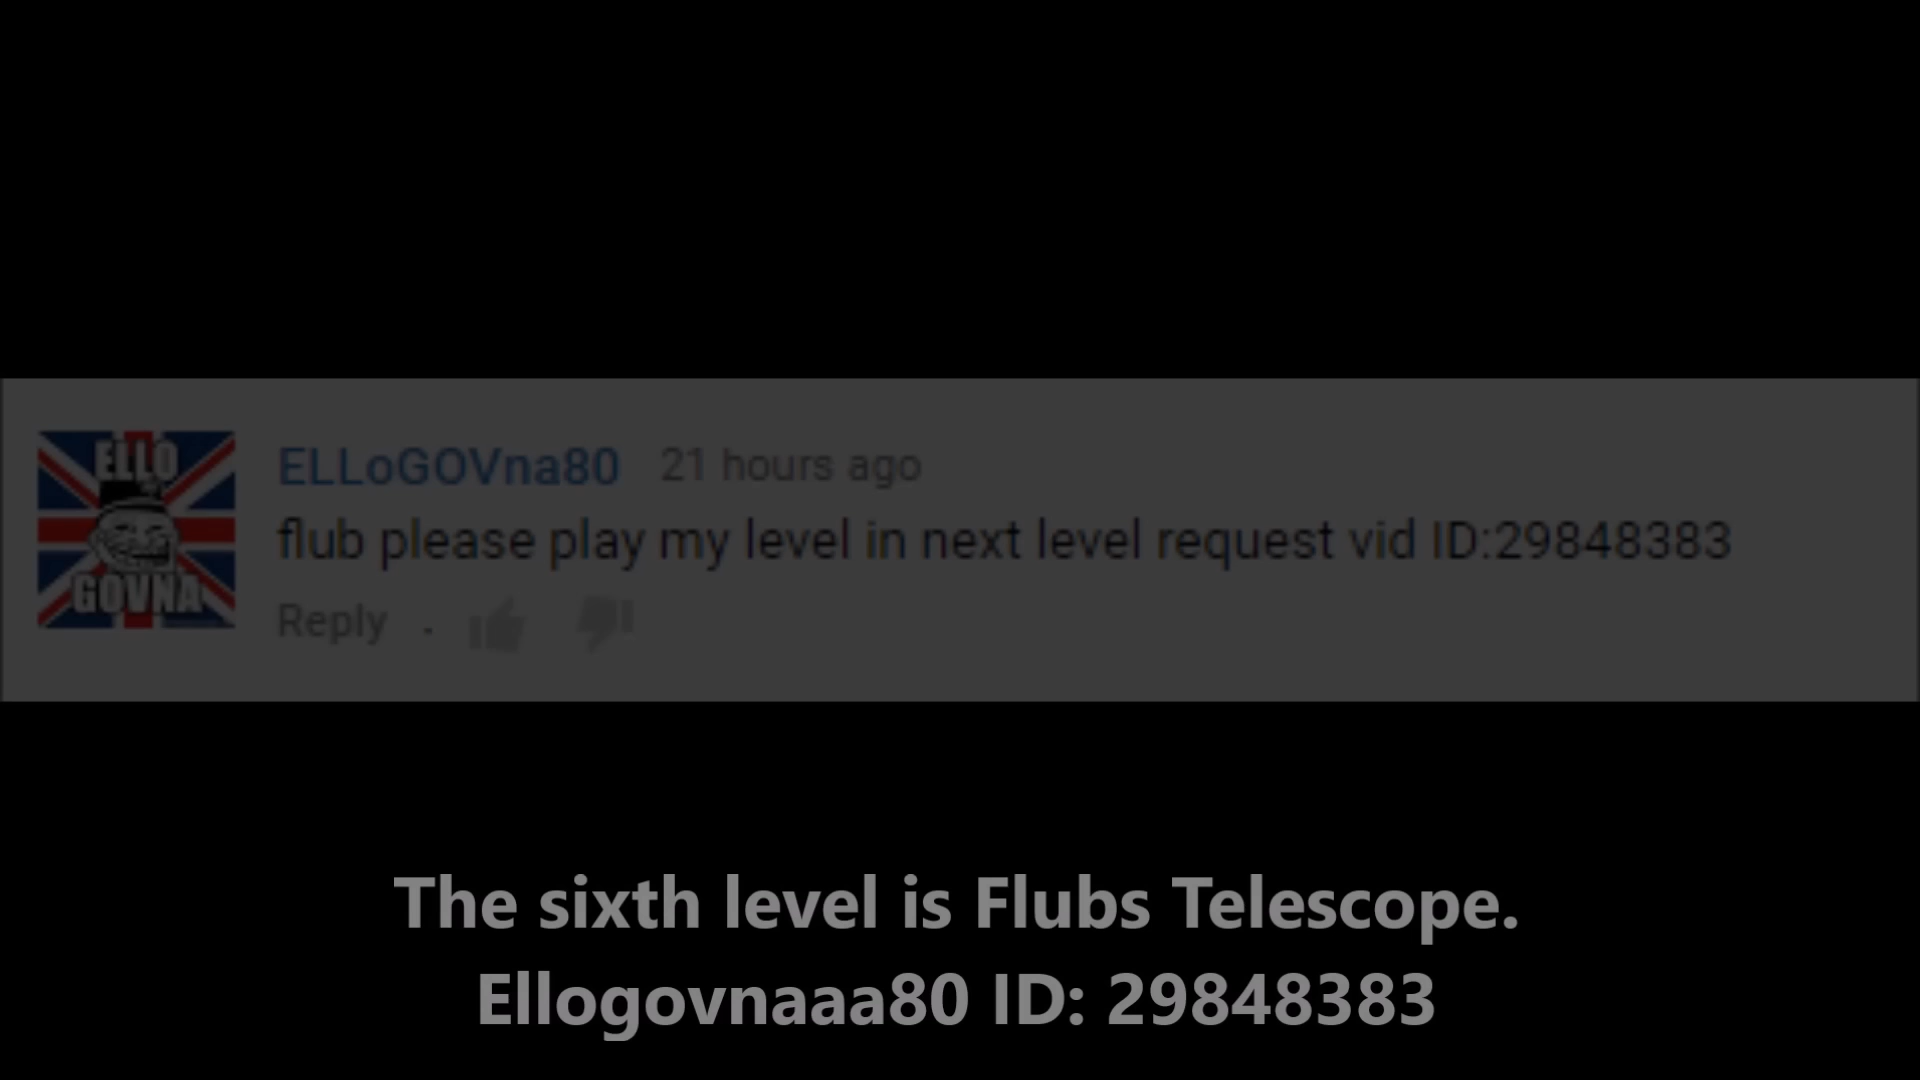 ELLO
GOVNA
ELLoGOVna80 21 hours ago
flub please play my level in next level request vid ID:29848383
Reply .
The sixth level is Flubs Telescope.
Ellogovnaaa80 ID: 29848383